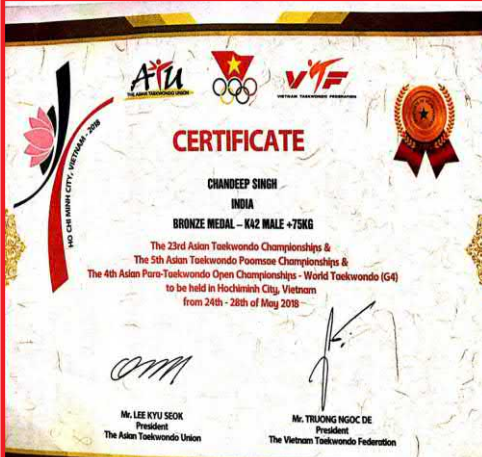 ATU
THE ASIAN TAEKWONDO UNION
VTF
VIETNAM TAEKWONDO FEDERATION
HO CHI MINH CITY, VIETNAM - 2018
CERTIFICATE
CHANDEEP SINGH
INDIA
BRONZE MEDAL – K42 MALE +75KG
The 23rd Asian Taekwondo Championships &
The 5th Asian Taekwondo Poomsae Championships &
The 4th Asian Para-Taekwondo Open Championships - World Taekwondo (G4)
to be held in Hochiminh City, Vietnam
from 24th - 28th of May 2018
Mr. LEE KYU SEOK
President
The Asian Taekwondo Union
Mr. TRUONG NGOC DE
President
The Vietnam Taekwondo Federation